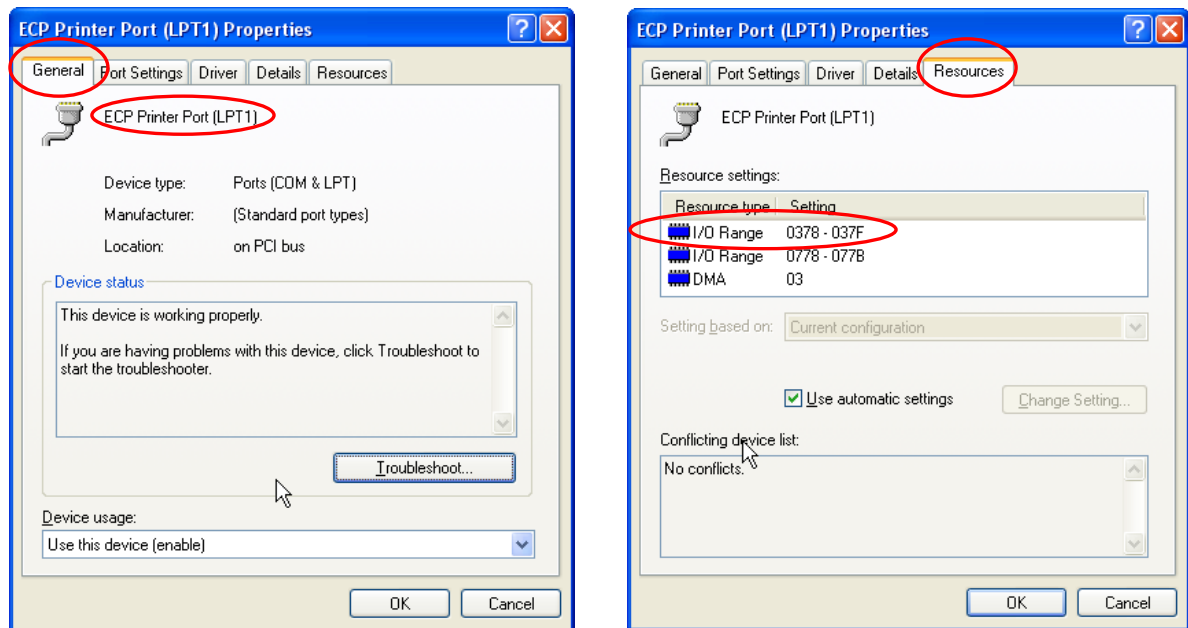 ECP Printer Port (LPT1) Properties
General Port Settings Driver Details Resources
ECP Printer Port (LPT1)
Device type: Ports (COM & LPT)
Manufacturer: (Standard port types)
Location: on PCI bus
Device status
This device is working properly.
If you are having problems with this device, click Troubleshoot to
start the troubleshooter.
Troubleshoot...
Device usage:
Use this device (enable)
OK Cancel
ECP Printer Port (LPT1) Properties
General Port Settings Driver Details Resources
ECP Printer Port (LPT1)
Resource settings:
Resource type Setting
I/O Range 0378 - 037F
I/O Range 0778 - 077B
DMA 03
Setting based on: Current configuration
Use automatic settings Change Setting...
Conflicting device list:
No conflicts.
OK Cancel